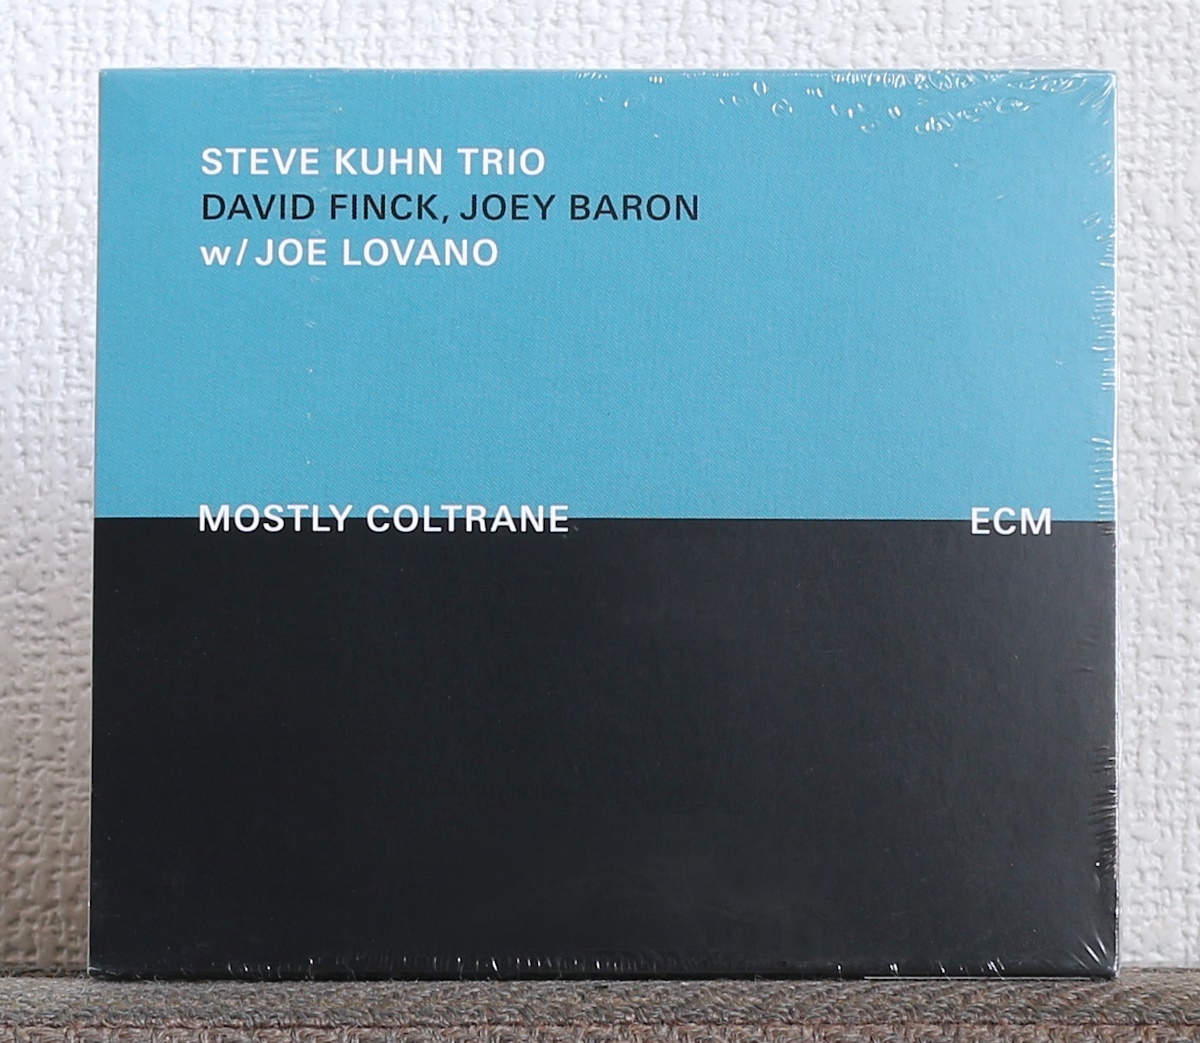 STEVE KUHN TRIO
DAVID FINCK, JOEY BARON
w/JOE LOVANO
MOSTLY COLTRANE
ECM